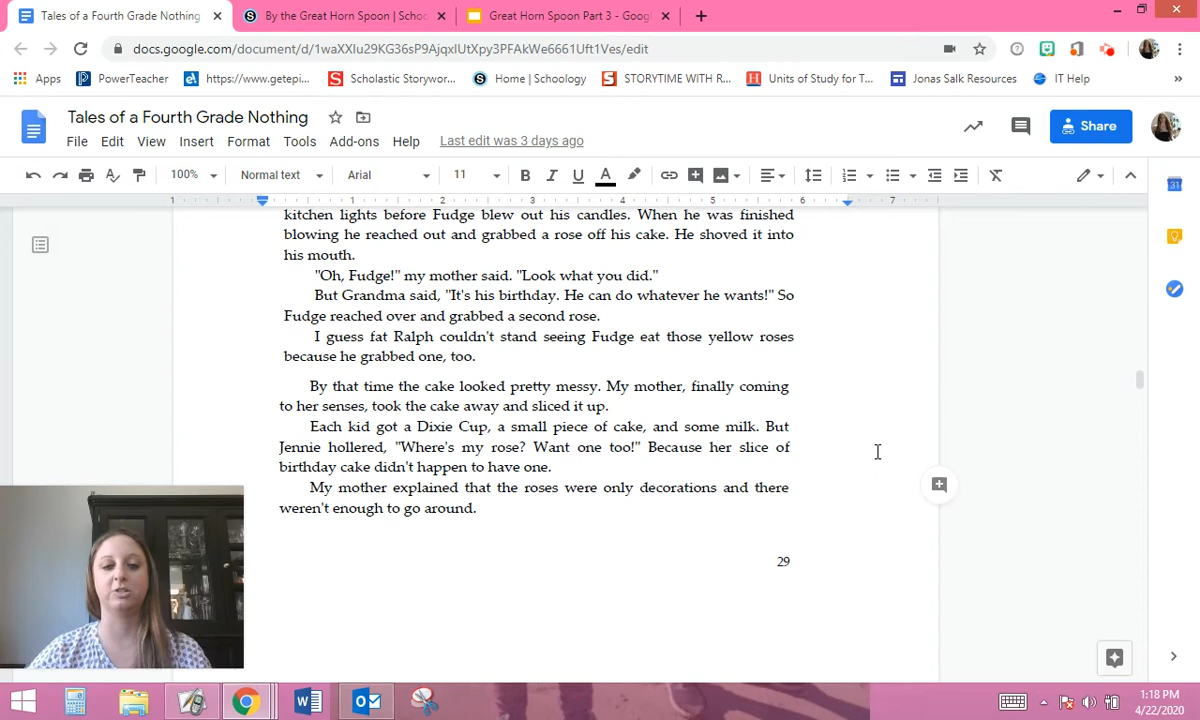 Tales of a Fourth Grade Nothing
By the Great Horn Spoon | Schoo
Great Horn Spoon Part 3 - Goog
docs.google.com/document/d/1waXXlu29KG36sP9AjqxlUtXpy3PFAkWe6661Uft1Ves/edit
Apps PowerTeacher https://www.getepi... Scholastic Storywor... Home | Schoology STORYTIME WITH R... Units of Study for T... Jonas Salk Resources IT Help »
Tales of a Fourth Grade Nothing
File Edit View Insert Format Tools Add-ons Help Last edit was 3 days ago
Share
100% Normal text Arial 11 B I U A
1 1 2 3 4 5 6 7
kitchen lights before Fudge blew out his candles. When he was finished
blowing he reached out and grabbed a rose off his cake. He shoved it into
his mouth.
"Oh, Fudge!" my mother said. "Look what you did."
But Grandma said, "It's his birthday. He can do whatever he wants!" So
Fudge reached over and grabbed a second rose.
I guess fat Ralph couldn't stand seeing Fudge eat those yellow roses
because he grabbed one, too.
By that time the cake looked pretty messy. My mother, finally coming
to her senses, took the cake away and sliced it up.
Each kid got a Dixie Cup, a small piece of cake, and some milk. But
Jennie hollered, "Where's my rose? Want one too!" Because her slice of
birthday cake didn't happen to have one.
My mother explained that the roses were only decorations and there
weren't enough to go around.
29
31
1:18 PM
4/22/2020